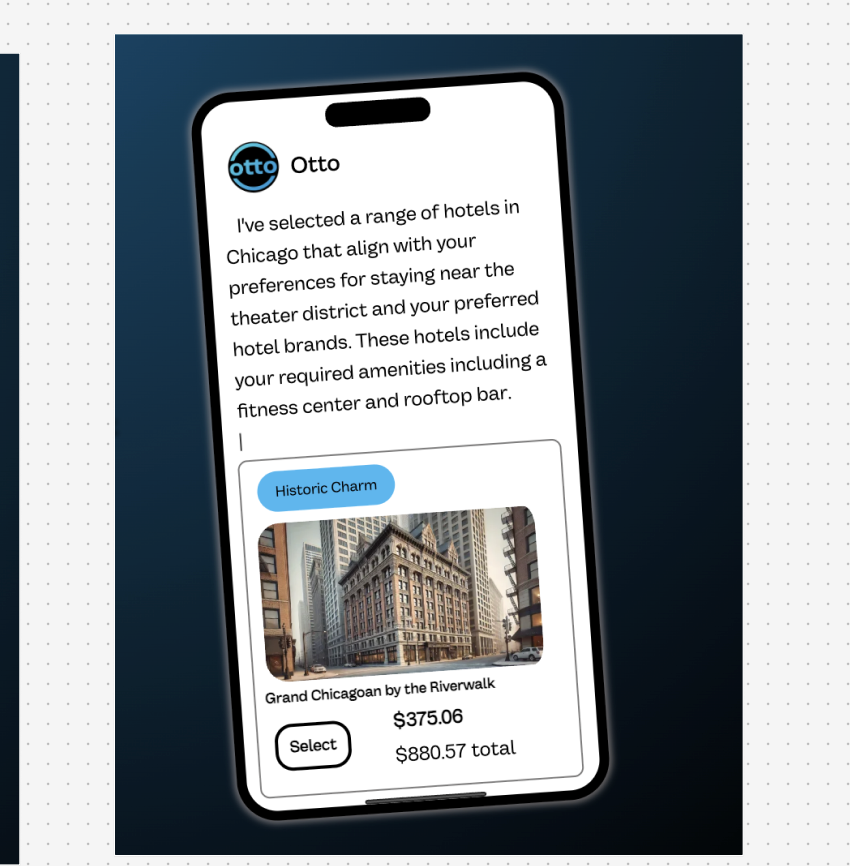 otto
Otto
I've selected a range of hotels in
Chicago that align with your
preferences for staying near the
theater district and your preferred
hotel brands. These hotels include
your required amenities including a
fitness center and rooftop bar.
Historic Charm
Grand Chicagoan by the Riverwalk
$375.06
Select
$880.57 total